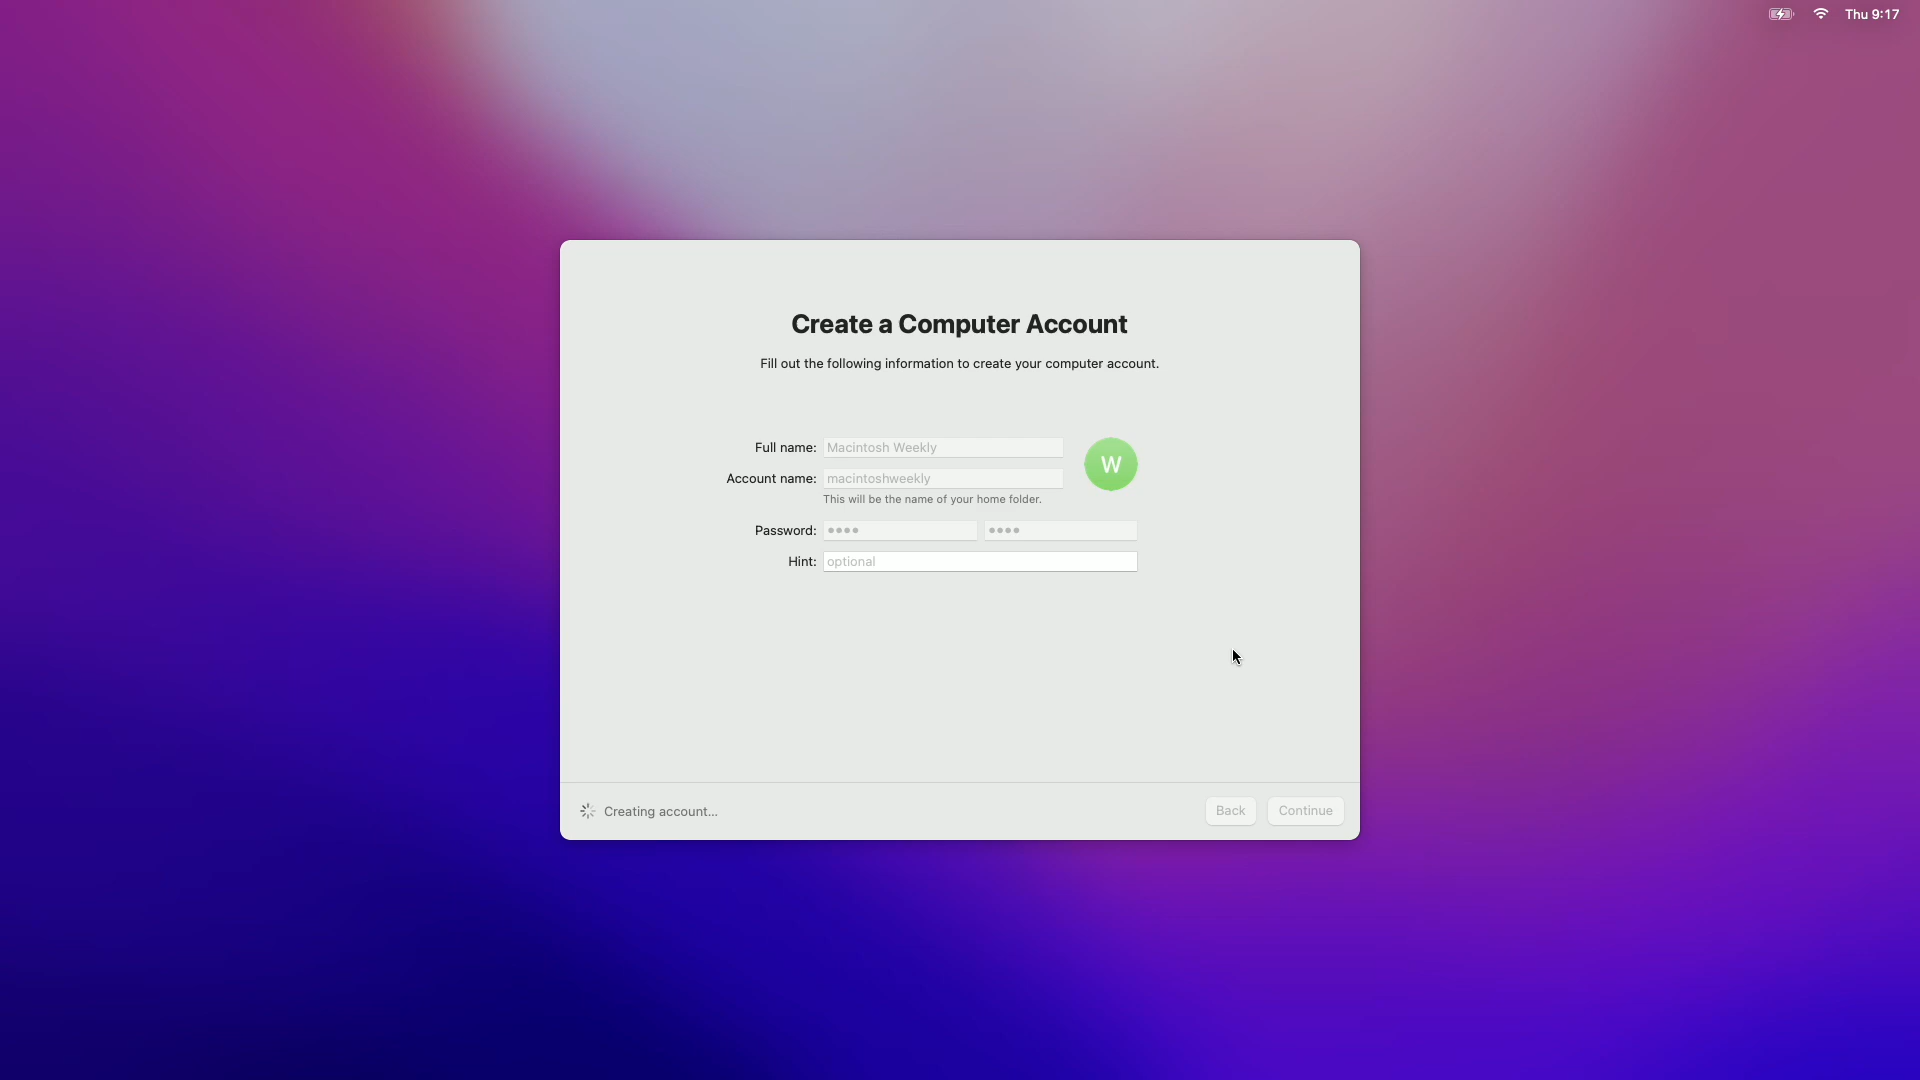 Thu 9:17
Create a Computer Account
Fill out the following information to create your computer account.
Full name: Macintosh Weekly
W
Account name: macintoshweekly
This will be the name of your home folder.
Password: •••• ••••
Hint: optional
Creating account...
Back Continue